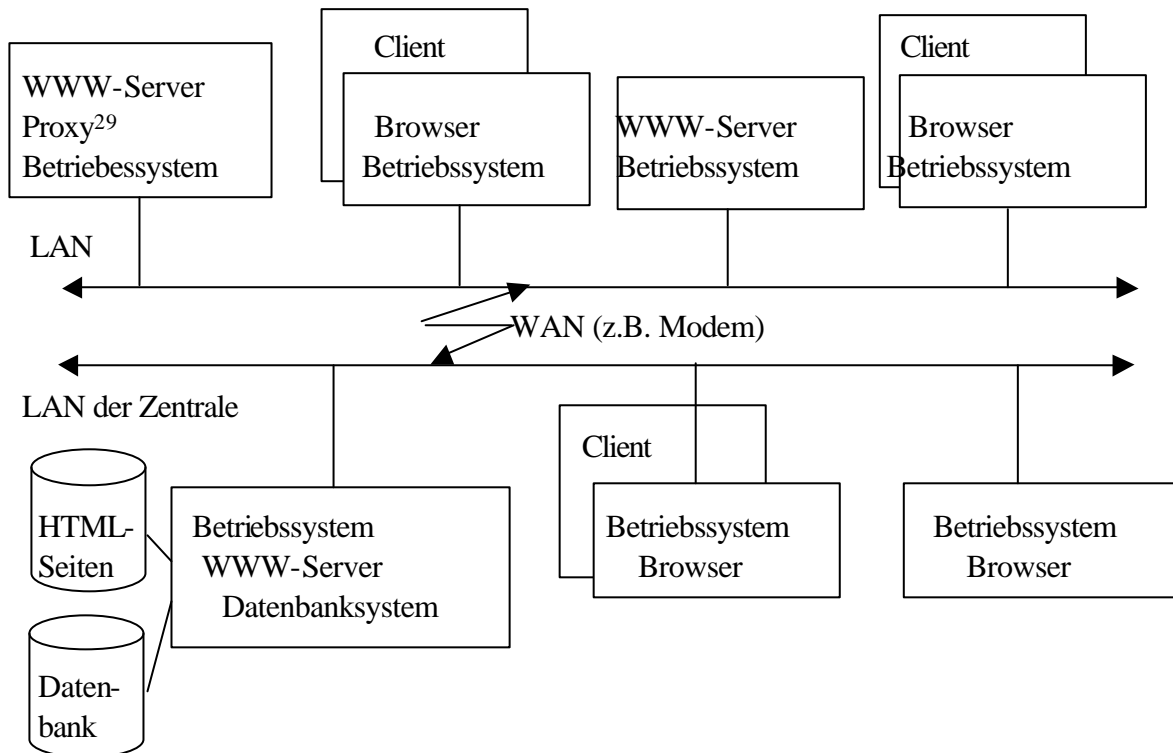 WWW-Server
Proxy²⁹
Betriebessystem
Client
Browser
Betriebssystem
WWW-Server
Betriebssystem
Client
Browser
Betriebssystem
LAN
WAN (z.B. Modem)
LAN der Zentrale
HTML-
Seiten
Daten-
bank
Betriebssystem
WWW-Server
Datenbanksystem
Client
Betriebssystem
Browser
Betriebssystem
Browser